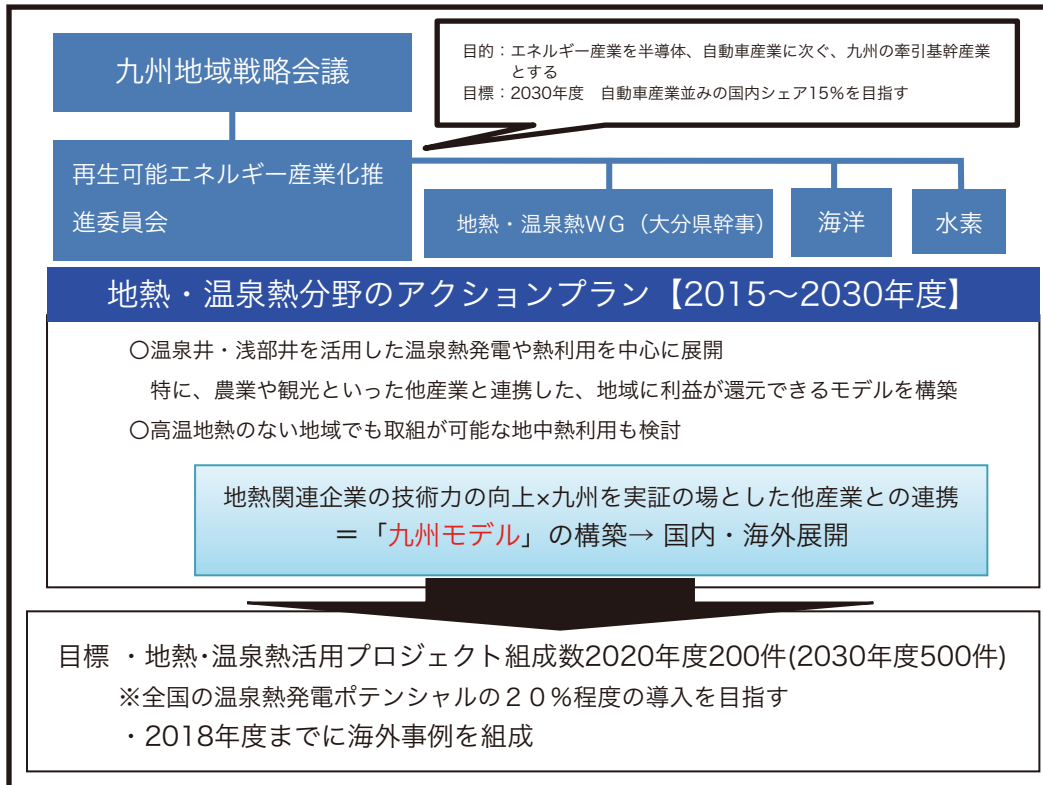 九州地域戦略会議
目的：エネルギー産業を半導体、自動車産業に次ぐ、九州の牽引基幹産業
とする
目標：2030年度　自動車産業並みの国内シェア15%を目指す
再生可能エネルギー産業化推
進委員会
地熱・温泉熱WG（大分県幹事）
海洋
水素
地熱・温泉熱分野のアクションプラン【2015〜2030年度】
〇温泉井・浅部井を活用した温泉熱発電や熱利用を中心に展開
特に、農業や観光といった他産業と連携した、地域に利益が還元できるモデルを構築
〇高温地熱のない地域でも取組が可能な地中熱利用も検討
地熱関連企業の技術力の向上×九州を実証の場とした他産業との連携
＝「九州モデル」の構築→ 国内・海外展開
目標 ・地熱･温泉熱活用プロジェクト組成数2020年度200件(2030年度500件)
※全国の温泉熱発電ポテンシャルの２０％程度の導入を目指す
・2018年度までに海外事例を組成